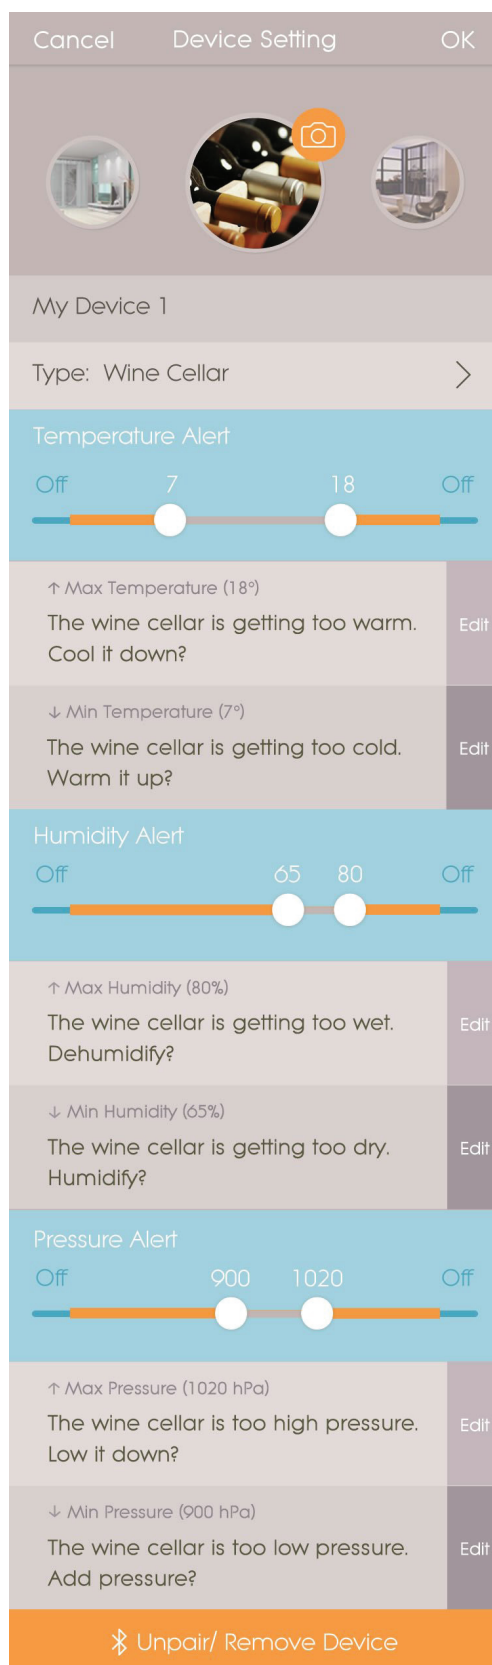 Cancel Device Setting OK
My Device 1
Type: Wine Cellar
Temperature Alert
Off 7 18 Off
↑ Max Temperature (18°)
The wine cellar is getting too warm.
Cool it down?
Edit
↓ Min Temperature (7°)
The wine cellar is getting too cold.
Warm it up?
Edit
Humidity Alert
Off 65 80 Off
↑ Max Humidity (80%)
The wine cellar is getting too wet.
Dehumidify?
Edit
↓ Min Humidity (65%)
The wine cellar is getting too dry.
Humidify?
Edit
Pressure Alert
Off 900 1020 Off
↑ Max Pressure (1020 hPa)
The wine cellar is too high pressure.
Low it down?
Edit
↓ Min Pressure (900 hPa)
The wine cellar is too low pressure.
Add pressure?
Edit
Unpair/ Remove Device